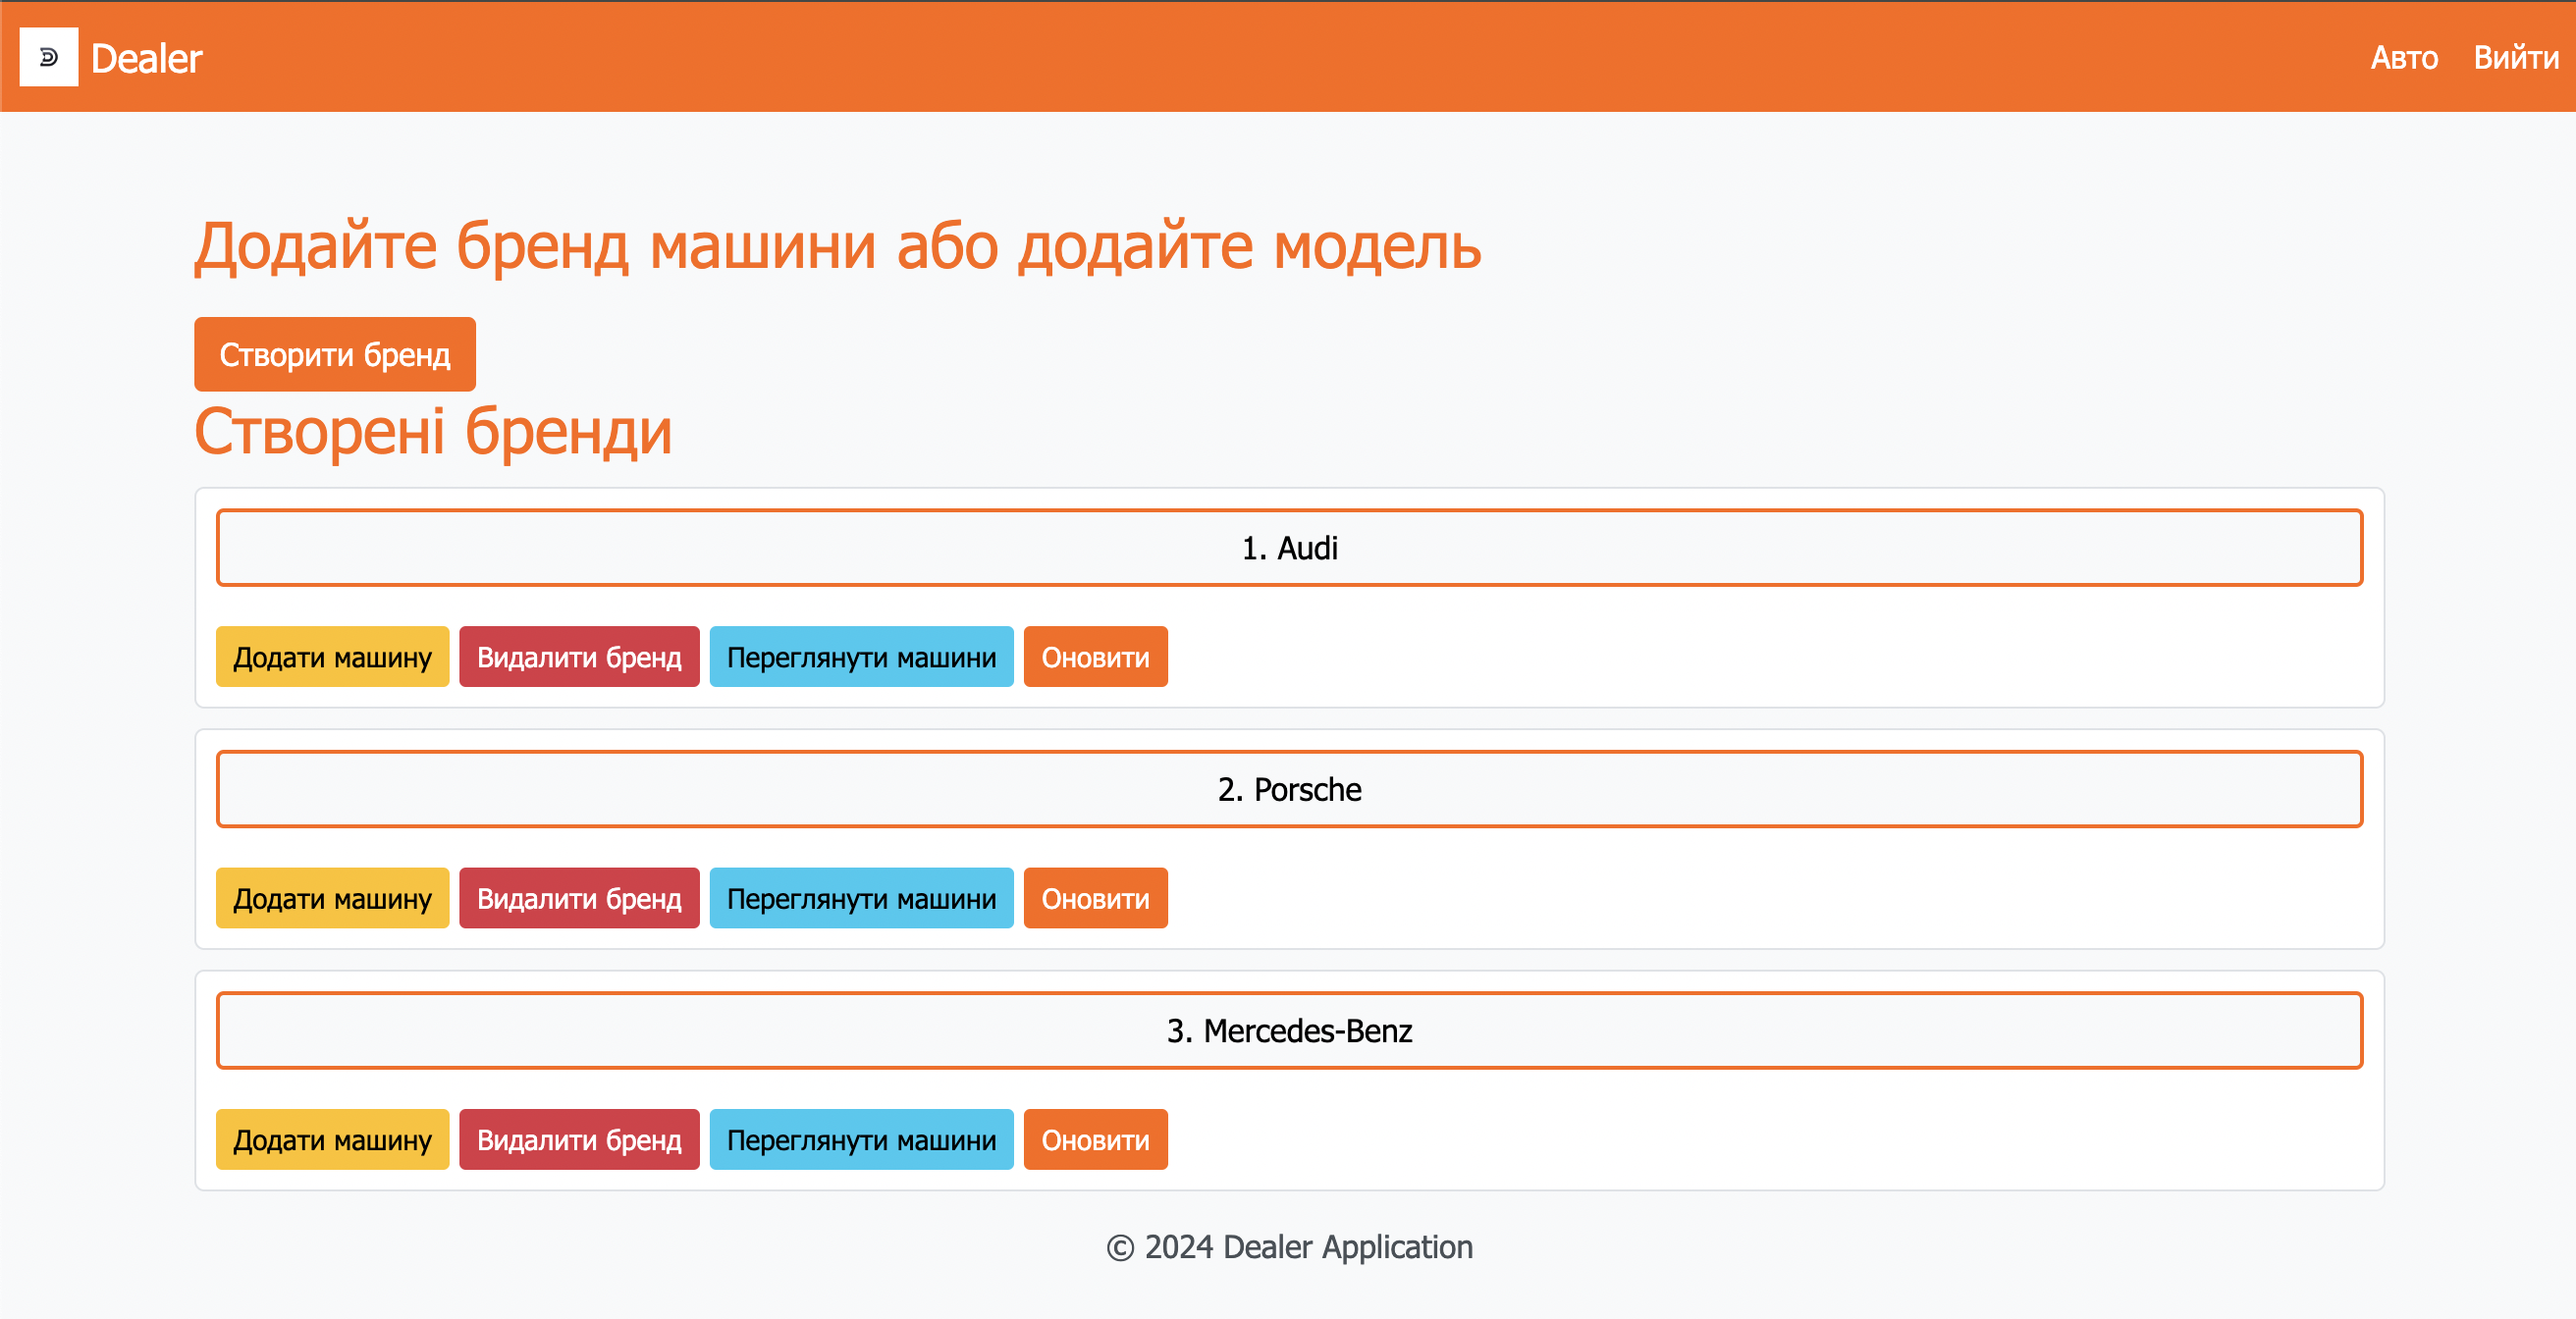 Dealer
Авто Вийти
Додайте бренд машини або додайте модель
Створити бренд
Створені бренди
1. Audi
Додати машину Видалити бренд Переглянути машини Оновити
2. Porsche
Додати машину Видалити бренд Переглянути машини Оновити
3. Mercedes-Benz
Додати машину Видалити бренд Переглянути машини Оновити
© 2024 Dealer Application